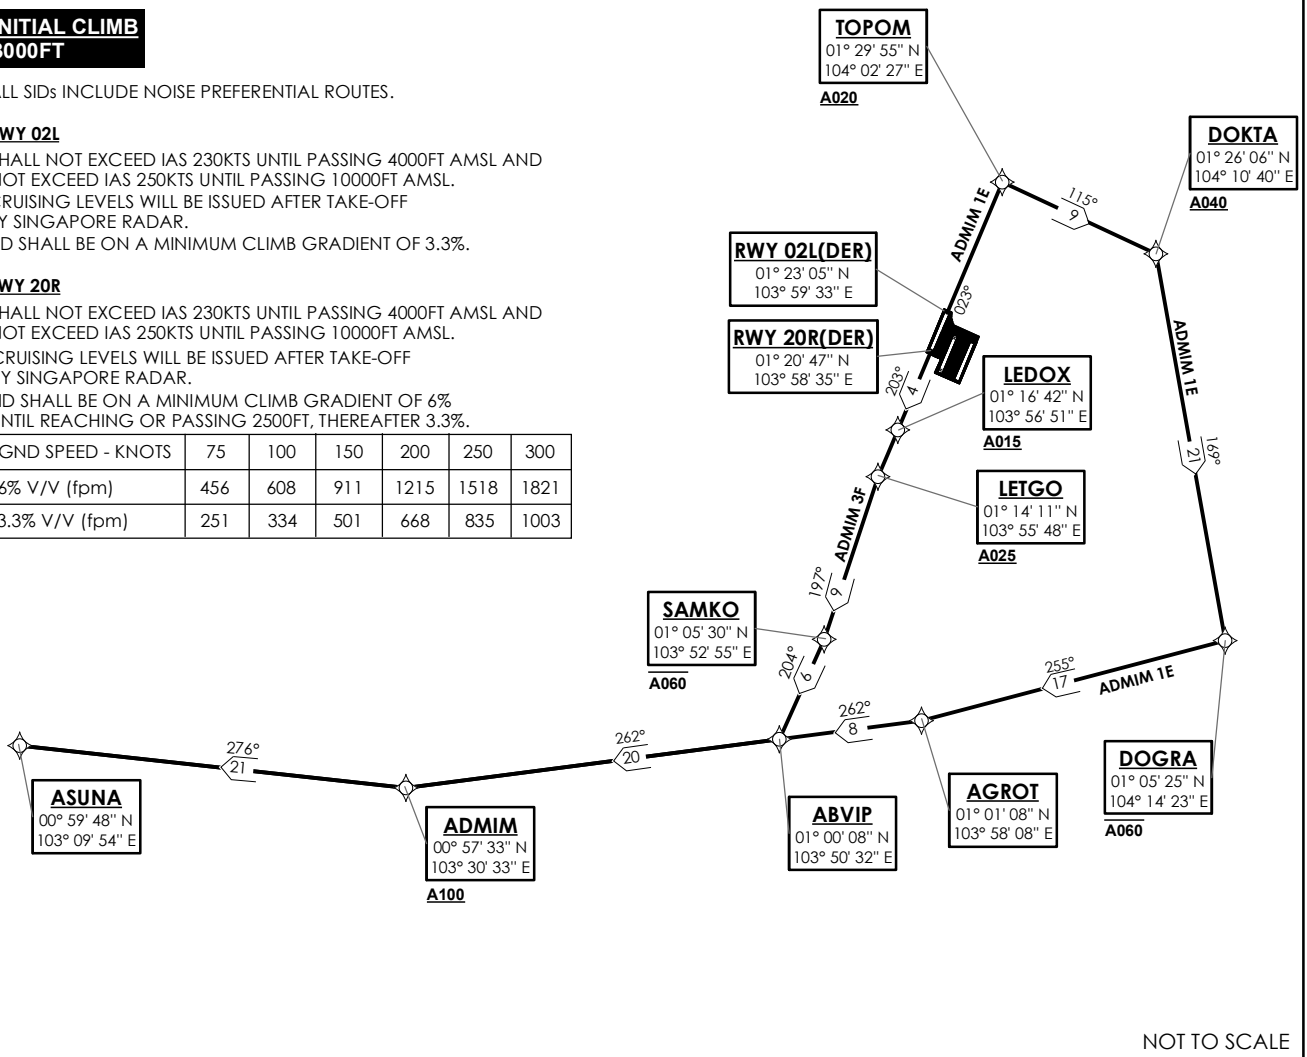 NITIAL CLIMB
3000FT
ALL SIDs INCLUDE NOISE PREFERENTIAL ROUTES.
WY 02L
HALL NOT EXCEED IAS 230KTS UNTIL PASSING 4000FT AMSL AND
NOT EXCEED IAS 250KTS UNTIL PASSING 10000FT AMSL.
CRUISING LEVELS WILL BE ISSUED AFTER TAKE-OFF
Y SINGAPORE RADAR.
ND SHALL BE ON A MINIMUM CLIMB GRADIENT OF 3.3%.
WY 20R
HALL NOT EXCEED IAS 230KTS UNTIL PASSING 4000FT AMSL AND
NOT EXCEED IAS 250KTS UNTIL PASSING 10000FT AMSL.
CRUISING LEVELS WILL BE ISSUED AFTER TAKE-OFF
Y SINGAPORE RADAR.
ND SHALL BE ON A MINIMUM CLIMB GRADIENT OF 6%
NTIL REACHING OR PASSING 2500FT, THEREAFTER 3.3%.
GND SPEED - KNOTS 75 100 150 200 250 300
6% V/V (fpm) 456 608 911 1215 1518 1821
3.3% V/V (fpm) 251 334 501 668 835 1003
TOPOM
01° 29' 55" N
104° 02' 27" E
A020
DOKTA
01° 26' 06" N
104° 10' 40" E
A040
115°
9
ADMIM 1E
RWY 02L(DER)
01° 23' 05" N
103° 59' 33" E
023°
RWY 20R(DER)
01° 20' 47" N
103° 58' 35" E
203°
4
LEDOX
01° 16' 42" N
103° 56' 51" E
A015
ADMIM 1E
169°
21
LETGO
01° 14' 11" N
103° 55' 48" E
A025
ADMIM 3F
197°
9
SAMKO
01° 05' 30" N
103° 52' 55" E
A060
204°
6
255°
17
ADMIM 1E
262°
8
262°
20
276°
21
DOGRA
01° 05' 25" N
104° 14' 23" E
A060
AGROT
01° 01' 08" N
103° 58' 08" E
ABVIP
01° 00' 08" N
103° 50' 32" E
ADMIM
00° 57' 33" N
103° 30' 33" E
A100
ASUNA
00° 59' 48" N
103° 09' 54" E
NOT TO SCALE